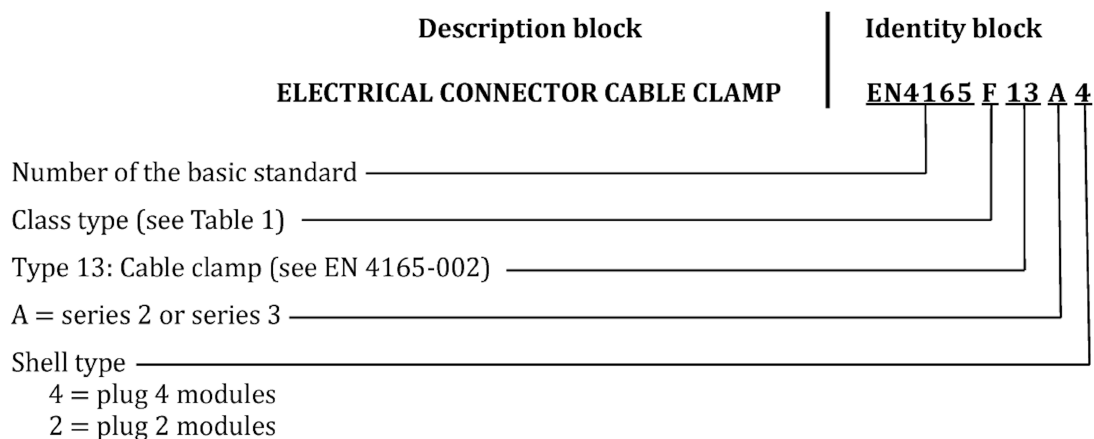 Description block Identity block
ELECTRICAL CONNECTOR CABLE CLAMP EN4165 F 13 A 4
Number of the basic standard
Class type (see Table 1)
Type 13: Cable clamp (see EN 4165-002)
A = series 2 or series 3
Shell type
4 = plug 4 modules
2 = plug 2 modules